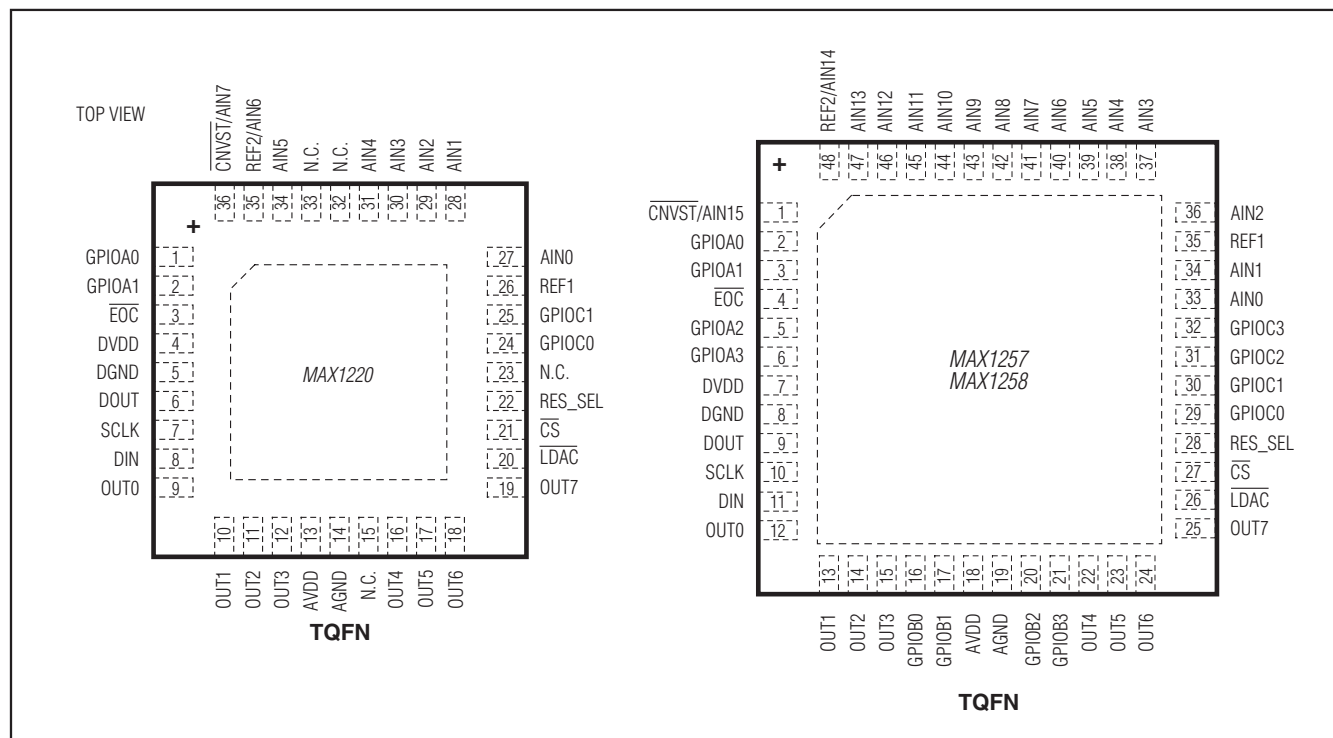 TOP VIEW
CNVST/AIN7
REF2/AIN6
AIN5
N.C.
N.C.
AIN4
AIN3
AIN2
AIN1
36
35
34
33
32
31
30
29
28
+
GPIOA0 1
GPIOA1 2
EOC 3
DVDD 4
DGND 5
DOUT 6
SCLK 7
DIN 8
OUT0 9
MAX1220
27 AIN0
26 REF1
25 GPIOC1
24 GPIOC0
23 N.C.
22 RES_SEL
21 CS
20 LDAC
19 OUT7
10
11
12
13
14
15
16
17
18
OUT1
OUT2
OUT3
AVDD
AGND
N.C.
OUT4
OUT5
OUT6
TQFN
REF2/AIN14
AIN13
AIN12
AIN11
AIN10
AIN9
AIN8
AIN7
AIN6
AIN5
AIN4
AIN3
+
48
47
46
45
44
43
42
41
40
39
38
37
CNVST/AIN15 1
GPIOA0 2
GPIOA1 3
EOC 4
GPIOA2 5
GPIOA3 6
DVDD 7
DGND 8
DOUT 9
SCLK 10
DIN 11
OUT0 12
MAX1257
MAX1258
36 AIN2
35 REF1
34 AIN1
33 AIN0
32 GPIOC3
31 GPIOC2
30 GPIOC1
29 GPIOC0
28 RES_SEL
27 CS
26 LDAC
25 OUT7
13
14
15
16
17
18
19
20
21
22
23
24
OUT1
OUT2
OUT3
GPIOB0
GPIOB1
AVDD
AGND
GPIOB2
GPIOB3
OUT4
OUT5
OUT6
TQFN